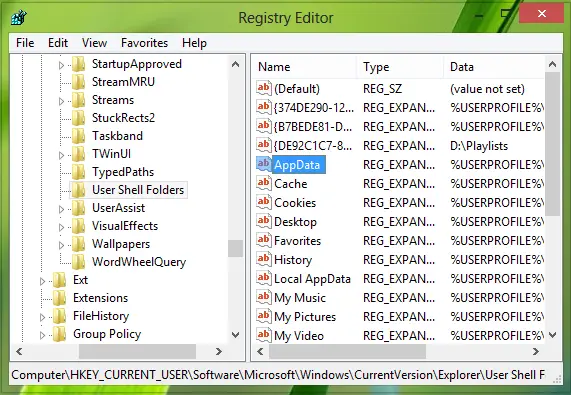 Registry Editor
File Edit View Favorites Help
StartupApproved
StreamMRU
Streams
StuckRects2
Taskband
TWinUI
TypedPaths
User Shell Folders
UserAssist
VisualEffects
Wallpapers
WordWheelQuery
Ext
Extensions
FileHistory
Group Policy
Name Type Data
(Default) REG_SZ (value not set)
{374DE290-12... REG_EXPAN... %USERPROFILE%\
{B7BEDE81-D... REG_EXPAN... %USERPROFILE%\
{DE92C1C7-8... REG_EXPAN... D:\Playlists
AppData REG_EXPAN... %USERPROFILE%\
Cache REG_EXPAN... %USERPROFILE%\
Cookies REG_EXPAN... %USERPROFILE%\
Desktop REG_EXPAN... %USERPROFILE%\
Favorites REG_EXPAN... %USERPROFILE%\
History REG_EXPAN... %USERPROFILE%\
Local AppData REG_EXPAN... %USERPROFILE%\
My Music REG_EXPAN... %USERPROFILE%\
My Pictures REG_EXPAN... %USERPROFILE%\
My Video REG_EXPAN... %USERPROFILE%\
Computer\HKEY_CURRENT_USER\Software\Microsoft\Windows\CurrentVersion\Explorer\User Shell F